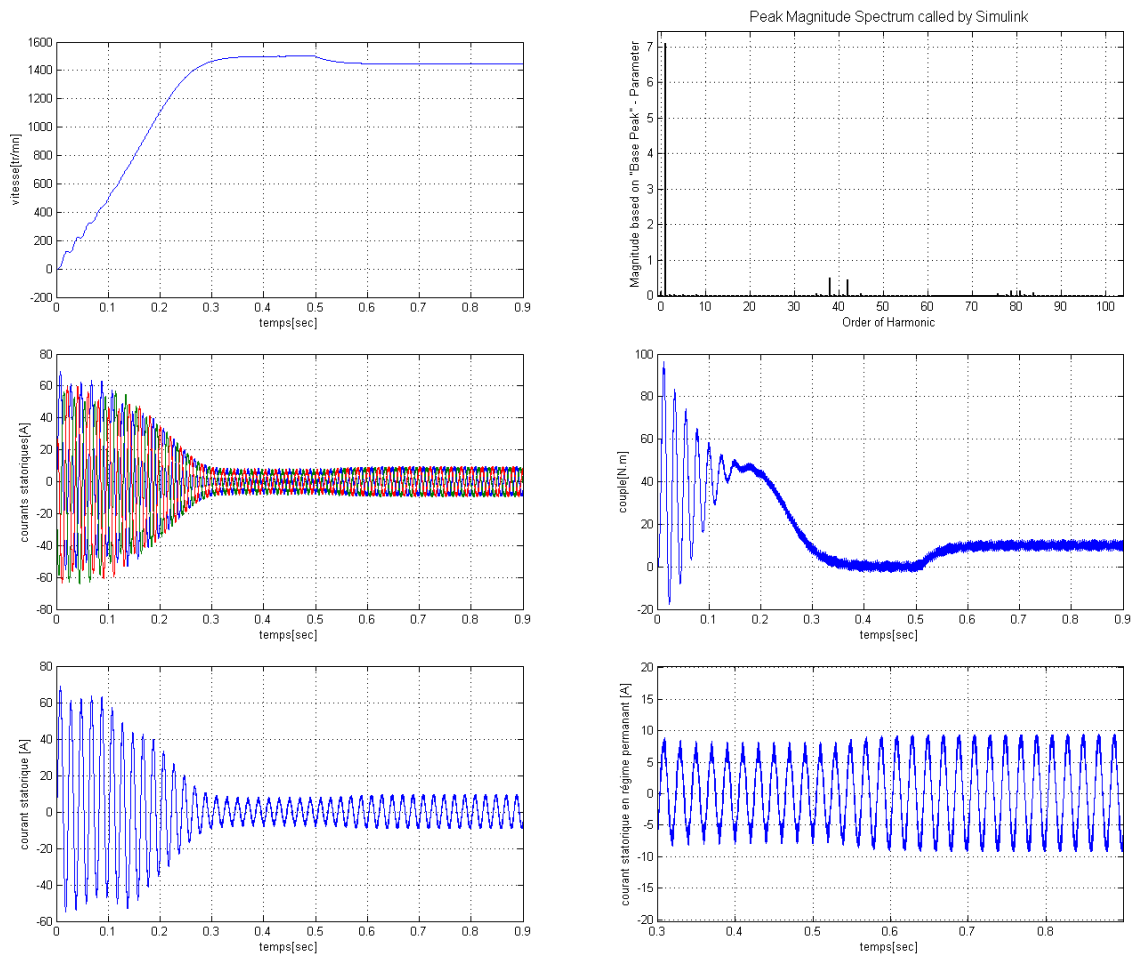 Peak Magnitude Spectrum called by Simulink
1600
1400
1200
1000
800
600
400
200
0
-200
vitesse[tr/mn]
0 0.1 0.2 0.3 0.4 0.5 0.6 0.7 0.8 0.9
temps[sec]
7
6
5
4
3
2
1
0
Magnitude based on "Base Peak" - Parameter
0 10 20 30 40 50 60 70 80 90 100
Order of Harmonic
80
60
40
20
0
-20
-40
-60
-80
courants statoriques[A]
0 0.1 0.2 0.3 0.4 0.5 0.6 0.7 0.8 0.9
temps[sec]
100
80
60
40
20
0
-20
couple[N.m]
0 0.1 0.2 0.3 0.4 0.5 0.6 0.7 0.8 0.9
temps[sec]
80
60
40
20
0
-20
-40
-60
courant statorique [A]
0 0.1 0.2 0.3 0.4 0.5 0.6 0.7 0.8 0.9
temps[sec]
20
15
10
5
0
-5
-10
-15
-20
courant statorique en régime permanant [A]
0.3 0.4 0.5 0.6 0.7 0.8
temps[sec]